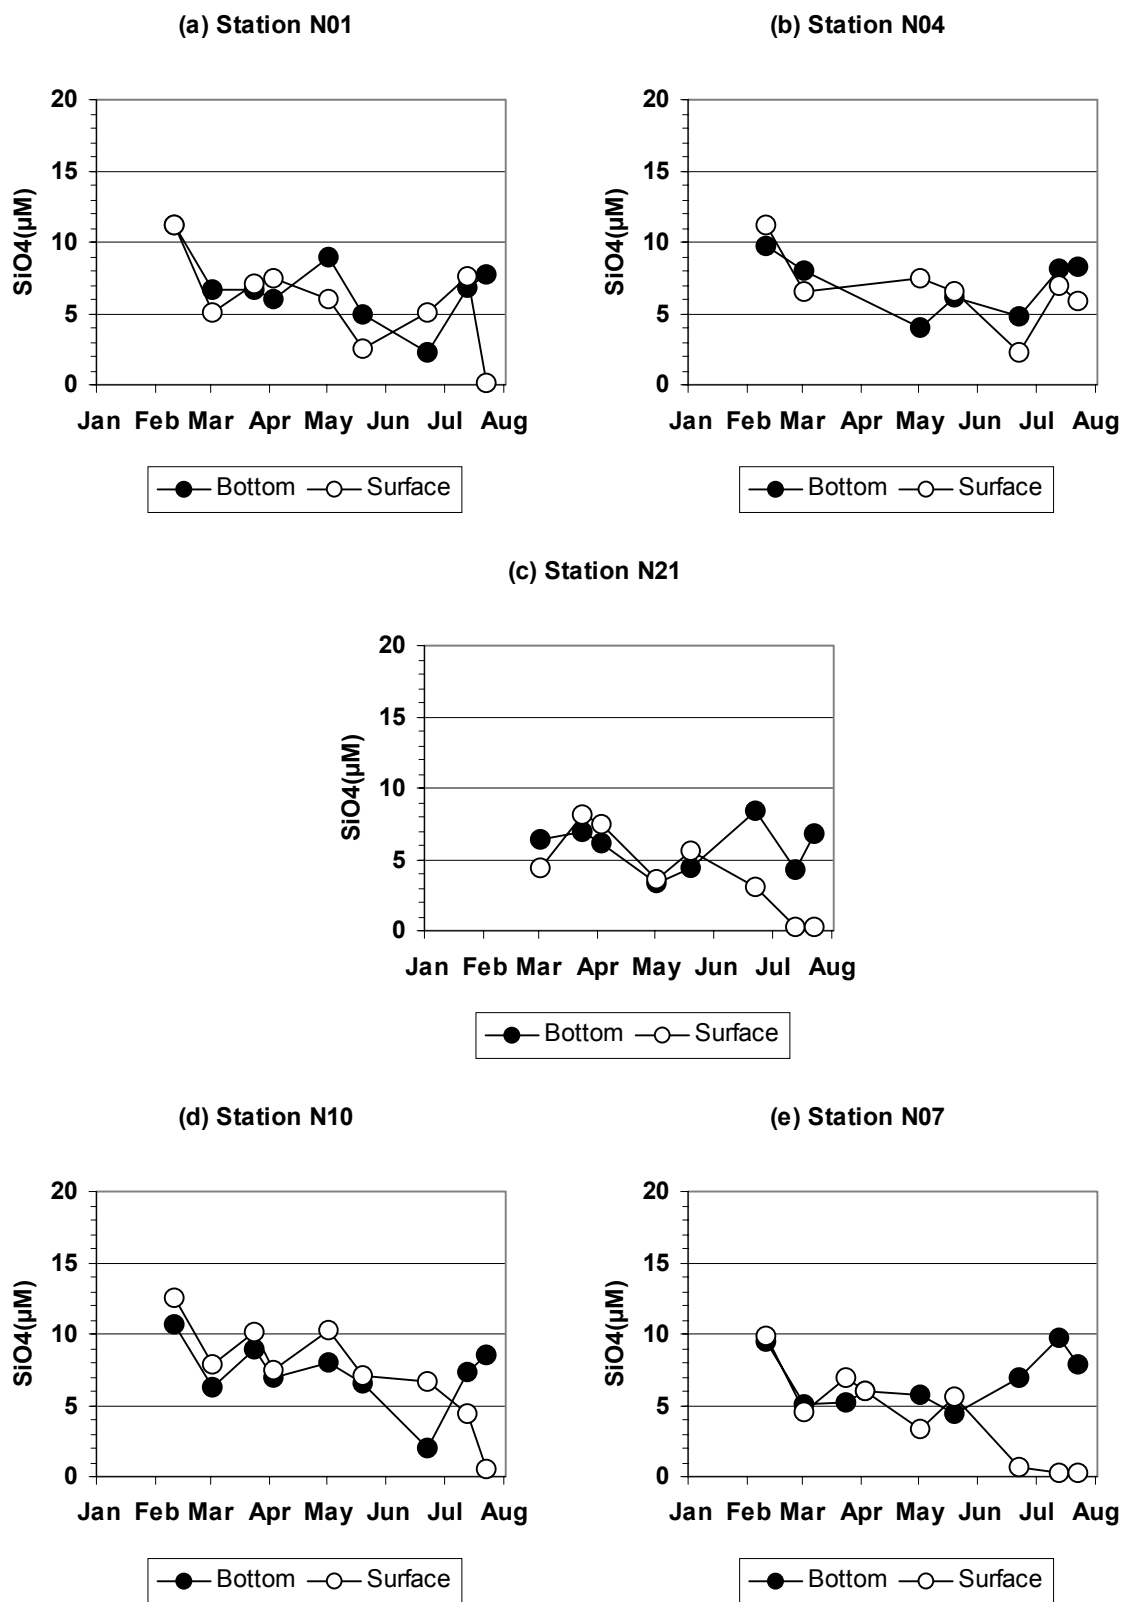 (a) Station N01
20
15
10
5
0
SiO4(µM)
Jan Feb Mar Apr May Jun Jul Aug
Bottom Surface
(b) Station N04
20
15
10
5
0
SiO4(µM)
Jan Feb Mar Apr May Jun Jul Aug
Bottom Surface
(c) Station N21
20
15
10
5
0
SiO4(µM)
Jan Feb Mar Apr May Jun Jul Aug
Bottom Surface
(d) Station N10
20
15
10
5
0
SiO4(µM)
Jan Feb Mar Apr May Jun Jul Aug
Bottom Surface
(e) Station N07
20
15
10
5
0
SiO4(µM)
Jan Feb Mar Apr May Jun Jul Aug
Bottom Surface